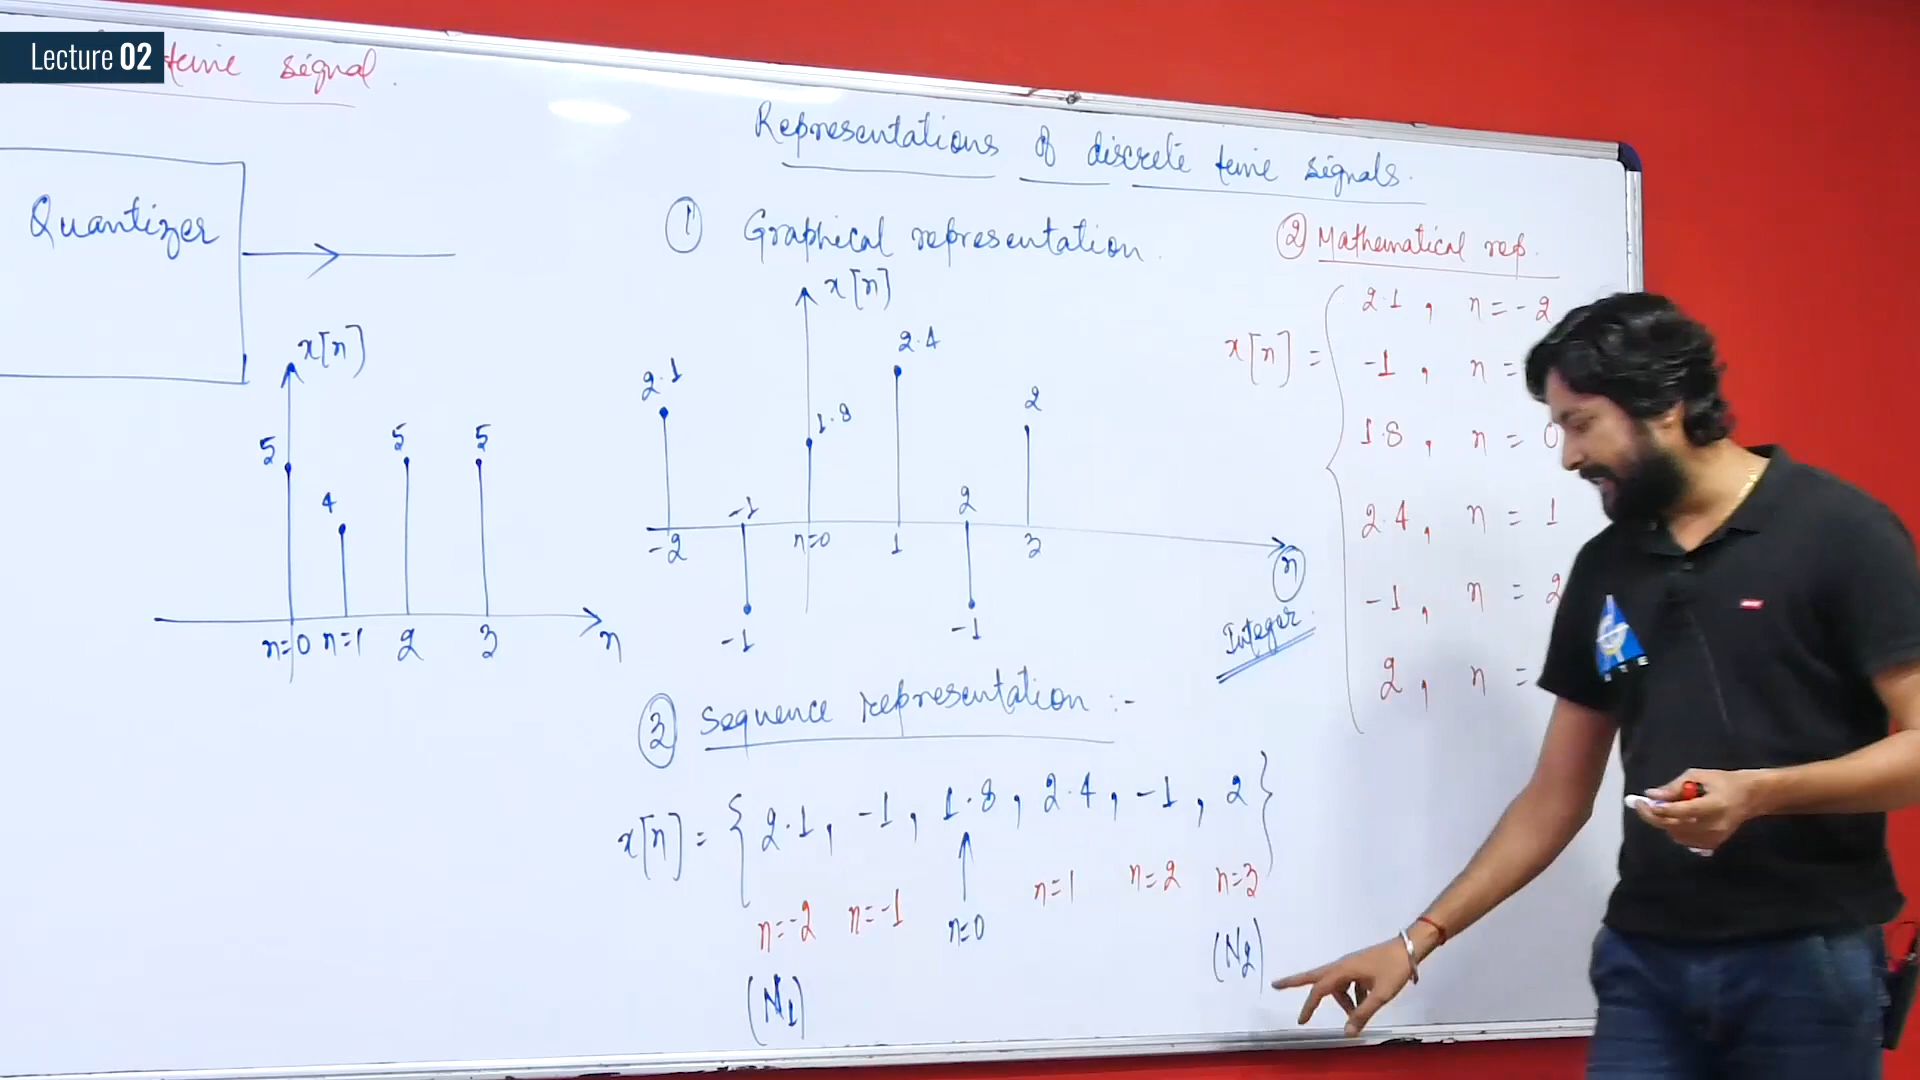 Lecture 02
time signal.
Quantizer
x[n]
5
4
5
5
n=0 n=1 2 3 n
Representations of discrete time signals.
① Graphical representation.
x[n]
2.1
-1
1.8
2.4
2
2
-2 n=0 1 3
n
-1
-1
Integer
② Mathematical rep.
x[n] =
2.1 , n = -2
-1 , n =
1.8 , n = 0
2.4 , n = 1
-1 , n = 2
2 , n =
③ Sequence representation :-
x[n] = { 2.1 , -1 , 1.8 , 2.4 , -1 , 2 }
n=-2 n=-1 n=0 n=1 n=2 n=3
(N1) (N2)